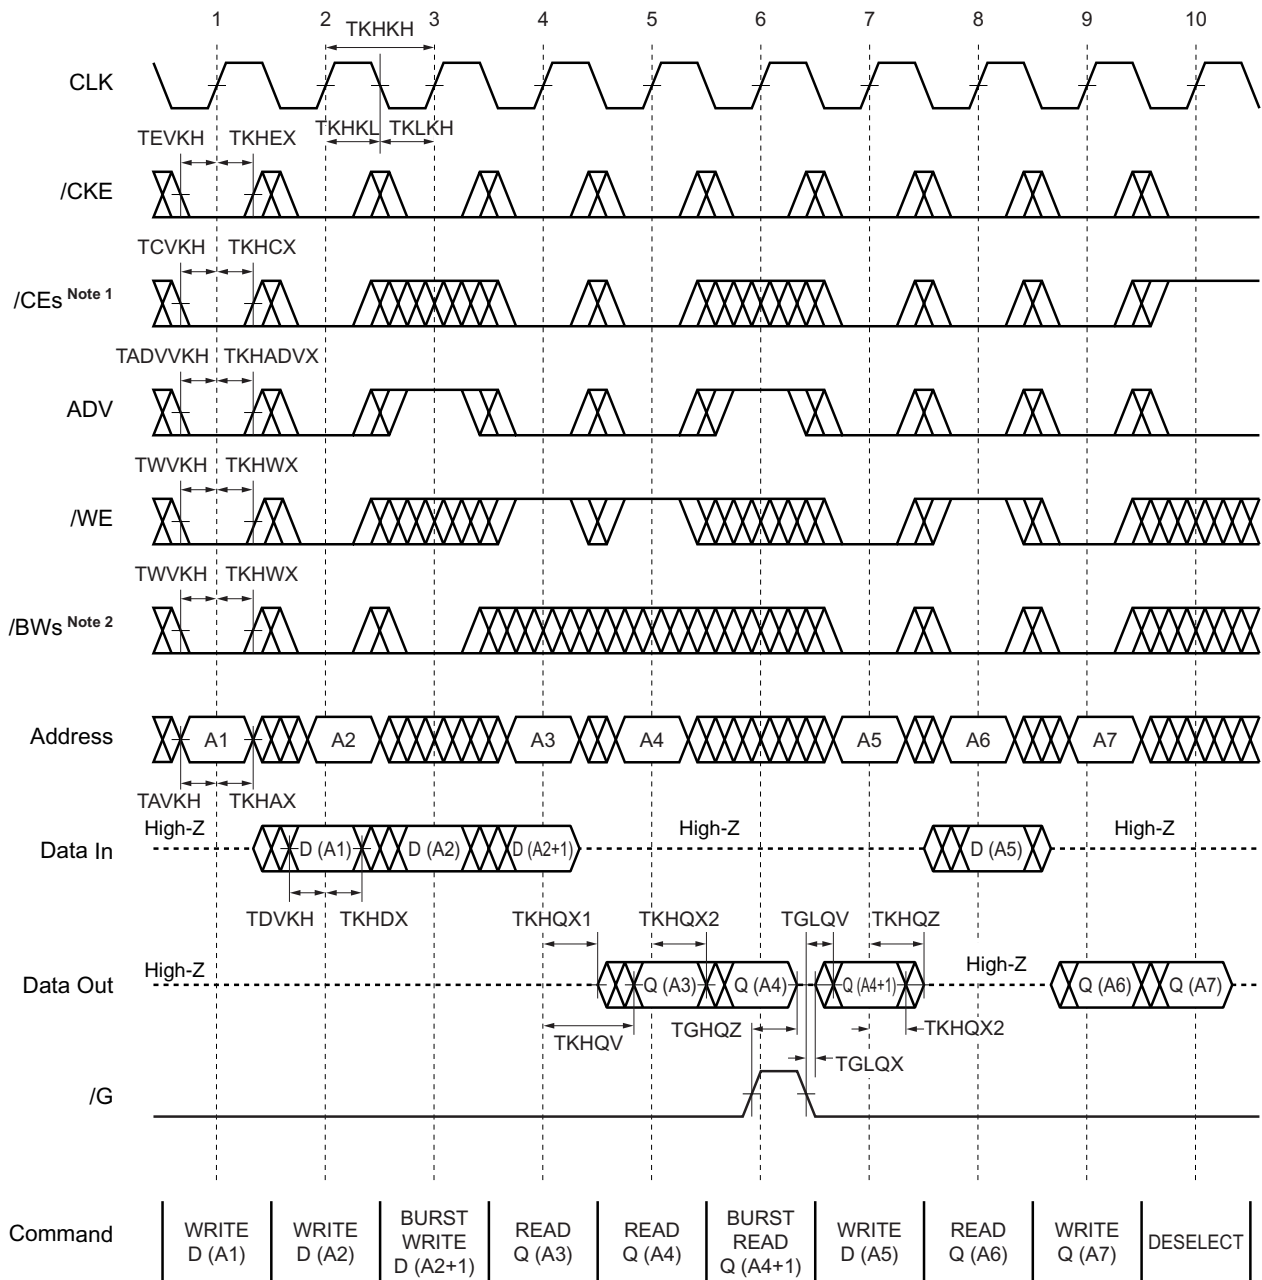 1 2 3 4 5 6 7 8 9 10
TKHKH
CLK
TKHKL TKLKH
TEVKH TKHEX
/CKE
TCVKH TKHCX
/CEs Note 1
TADVVKH TKHADVX
ADV
TWVKH TKHWX
/WE
TWVKH TKHWX
/BWs Note 2
Address A1 A2 A3 A4 A5 A6 A7
TAVKH TKHAX
High-Z High-Z High-Z
Data In D (A1) D (A2) D (A2+1) D (A5)
TDVKH TKHDX TKHQX1 TKHQX2 TGLQV TKHQZ
High-Z High-Z
Data Out Q (A3) Q (A4) Q (A4+1) Q (A6) Q (A7)
TKHQV TGHQZ TKHQX2
TGLQX
/G
Command
WRITE
D (A1)
WRITE
D (A2)
BURST
WRITE
D (A2+1)
READ
Q (A3)
READ
Q (A4)
BURST
READ
Q (A4+1)
WRITE
D (A5)
READ
Q (A6)
WRITE
Q (A7)
DESELECT